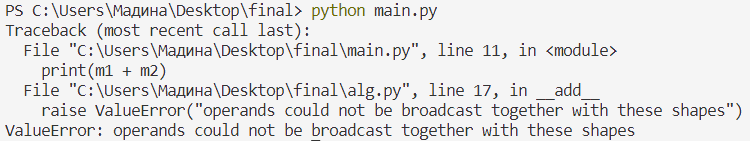 PS C:\Users\Мадина\Desktop\final> python main.py
Traceback (most recent call last):
  File "C:\Users\Мадина\Desktop\final\main.py", line 11, in <module>
    print(m1 + m2)
  File "C:\Users\Мадина\Desktop\final\alg.py", line 17, in __add__
    raise ValueError("operands could not be broadcast together with these shapes")
ValueError: operands could not be broadcast together with these shapes